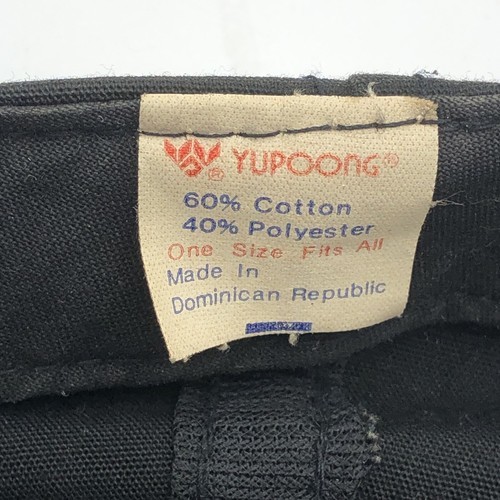 ® YUPOONG®
60% Cotton
40% Polyester
One Size Fits All
Made In
Dominican Republic